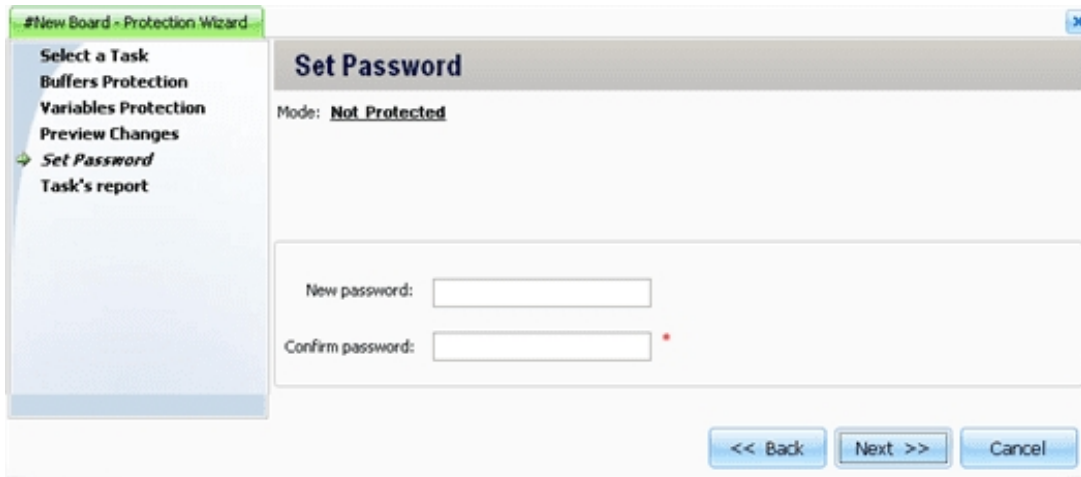 #New Board - Protection Wizard
Select a Task
Buffers Protection
Variables Protection
Preview Changes
Set Password
Task's report
Set Password
Mode: Not Protected
New password:
Confirm password: *
<< Back Next >> Cancel